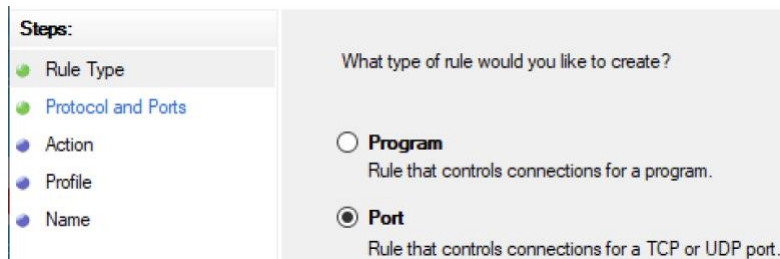 Steps:
Rule Type
Protocol and Ports
Action
Profile
Name
What type of rule would you like to create?
Program
Rule that controls connections for a program.
Port
Rule that controls connections for a TCP or UDP port.